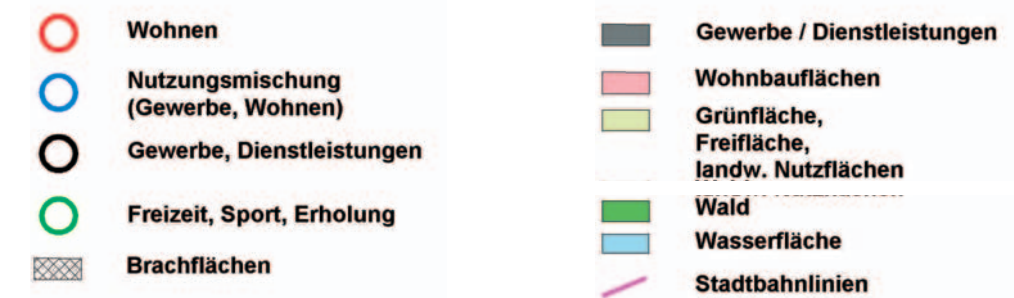 Wohnen
Nutzungsmischung
(Gewerbe, Wohnen)
Gewerbe, Dienstleistungen
Freizeit, Sport, Erholung
Brachflächen
Gewerbe / Dienstleistungen
Wohnbauflächen
Grünfläche,
Freifläche,
landw. Nutzflächen
Wald
Wasserfläche
Stadtbahnlinien